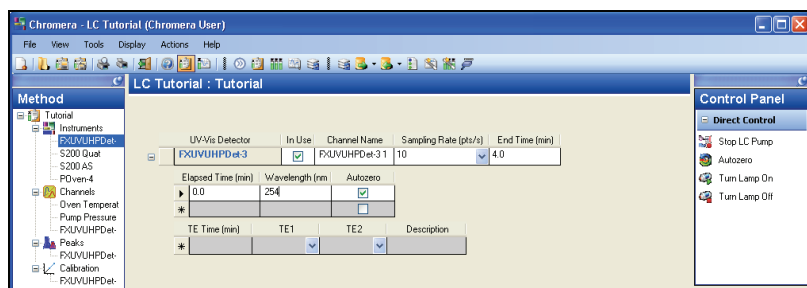 Chromera - LC Tutorial (Chromera User)
File View Tools Display Actions Help
LC Tutorial : Tutorial
Method
Tutorial
Instruments
FXUVUHPDet-
S200 Quat
S200 AS
POven-4
Channels
Oven Temperat
Pump Pressure
FXUVUHPDet-
Peaks
FXUVUHPDet-
Calibration
FXUVUHPDet-
UV-Vis Detector In Use Channel Name Sampling Rate (pts/s) End Time (min)
FXUVUHPDet-3 FXUVUHPDet-3 1 10 4.0
Elapsed Time (min) Wavelength (nm Autozero
0.0 254
TE Time (min) TE1 TE2 Description
Control Panel
Direct Control
Stop LC Pump
Autozero
Turn Lamp On
Turn Lamp Off